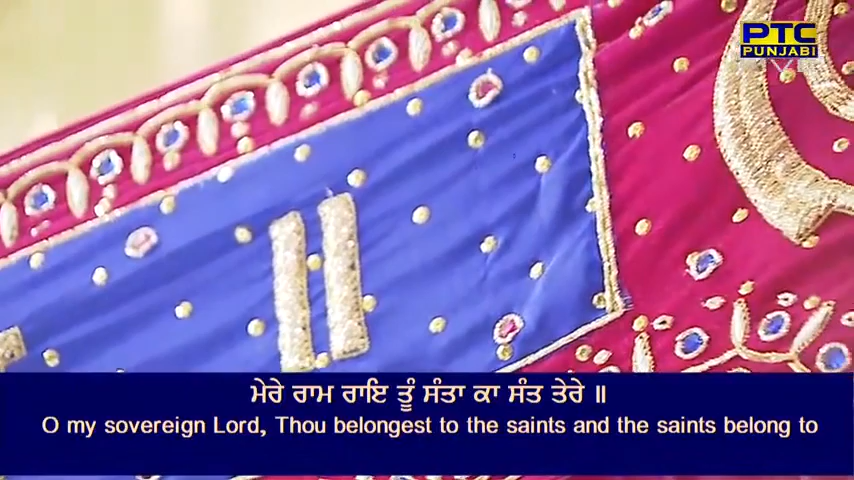 PTC
PUNJABI
ਮੇਰੇ ਰਾਮ ਰਾਇ ਤੂੰ ਸੰਤਾ ਕਾ ਸੰਤ ਤੇਰੇ ॥
O my sovereign Lord, Thou belongest to the saints and the saints belong to